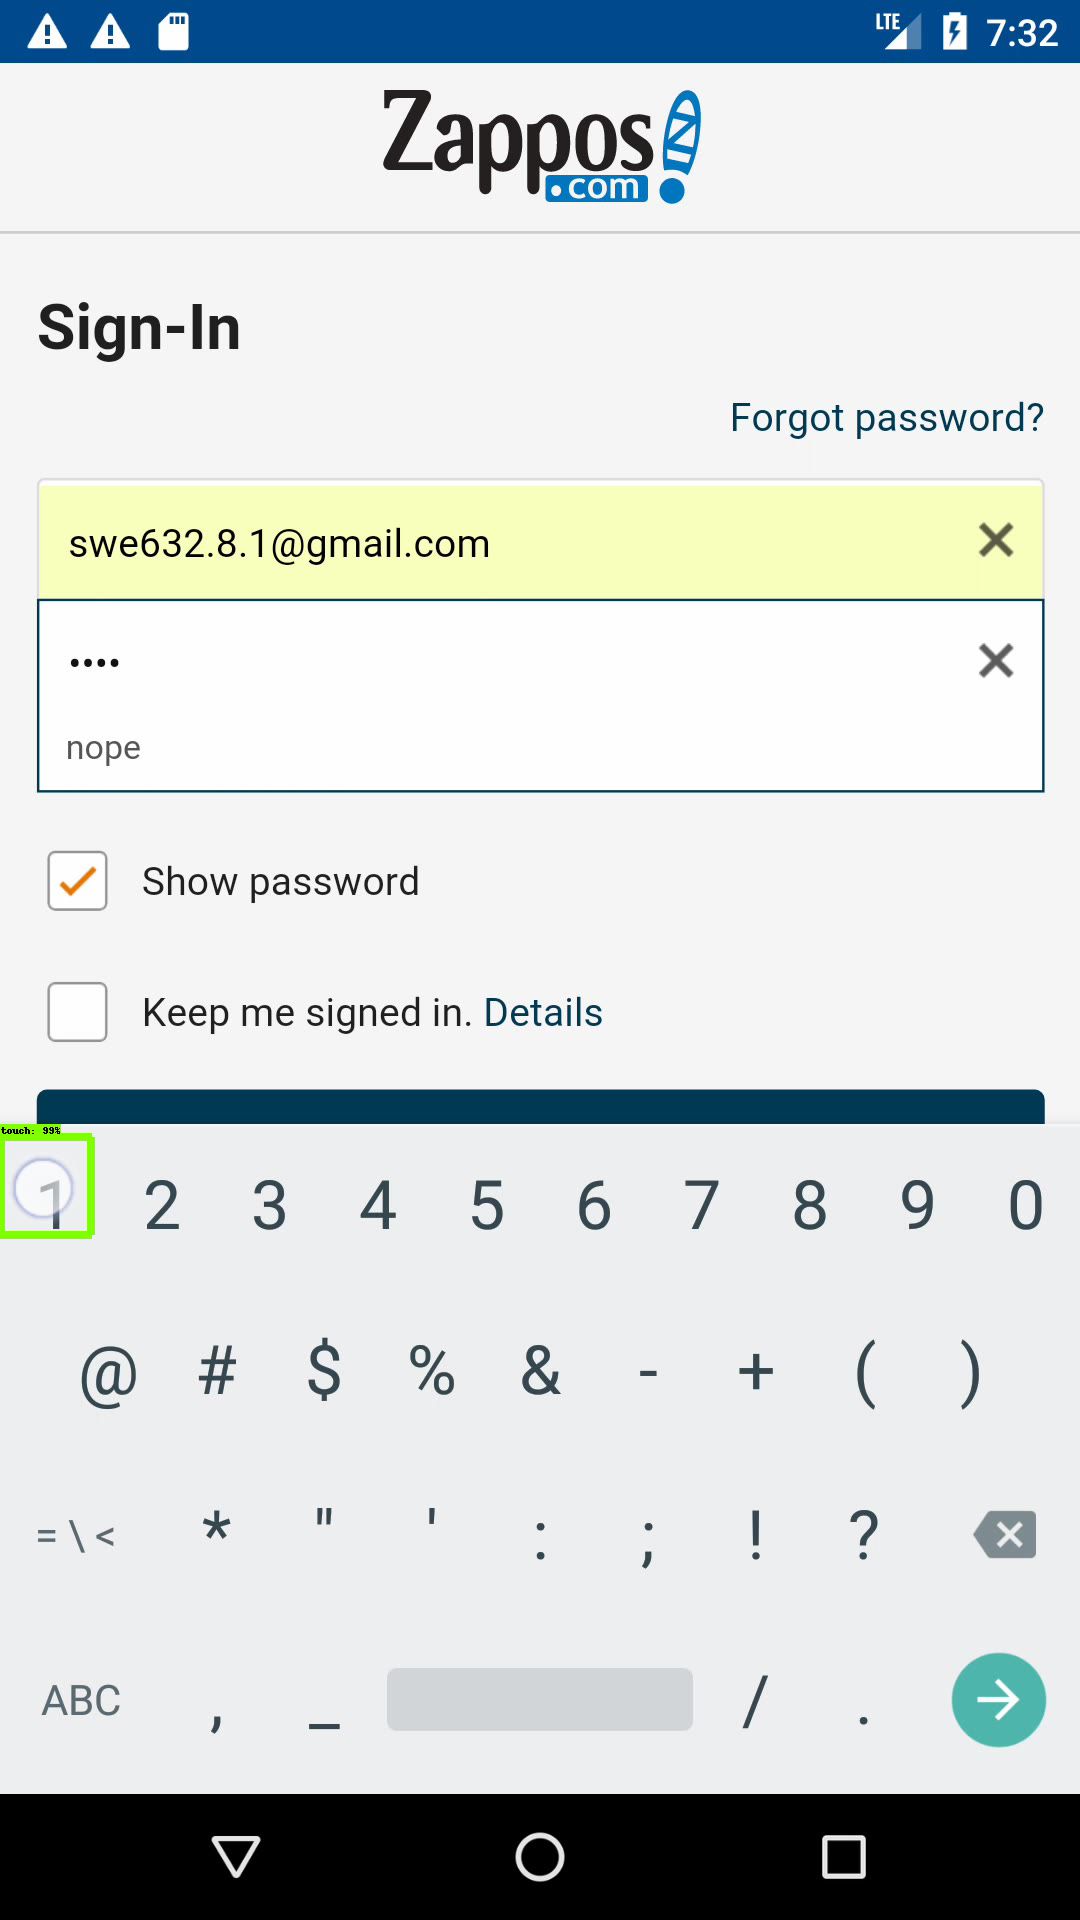 LTE 7:32
Zappos
.com
Sign-In
Forgot password?
swe632.8.1@gmail.com
••••
nope
Show password
Keep me signed in. Details
touch: 99%
1 2 3 4 5 6 7 8 9 0
@ # $ % & - + ( )
= \ < * " ' : ; ! ?
ABC , _ / .